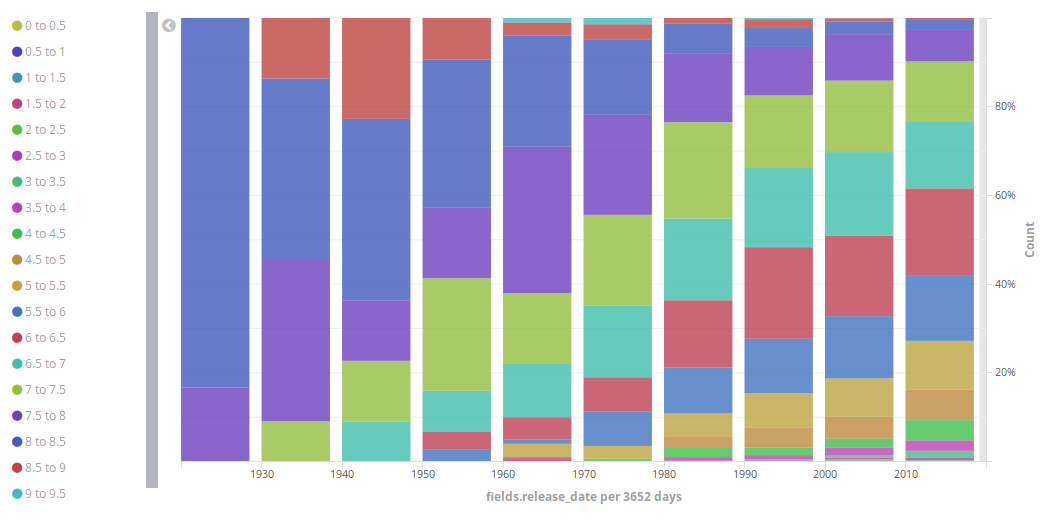 0 to 0.5
0.5 to 1
1 to 1.5
1.5 to 2
2 to 2.5
2.5 to 3
3 to 3.5
3.5 to 4
4 to 4.5
4.5 to 5
5 to 5.5
5.5 to 6
6 to 6.5
6.5 to 7
7 to 7.5
7.5 to 8
8 to 8.5
8.5 to 9
9 to 9.5
80%
60%
40%
20%
Count
1930 1940 1950 1960 1970 1980 1990 2000 2010
fields.release_date per 3652 days